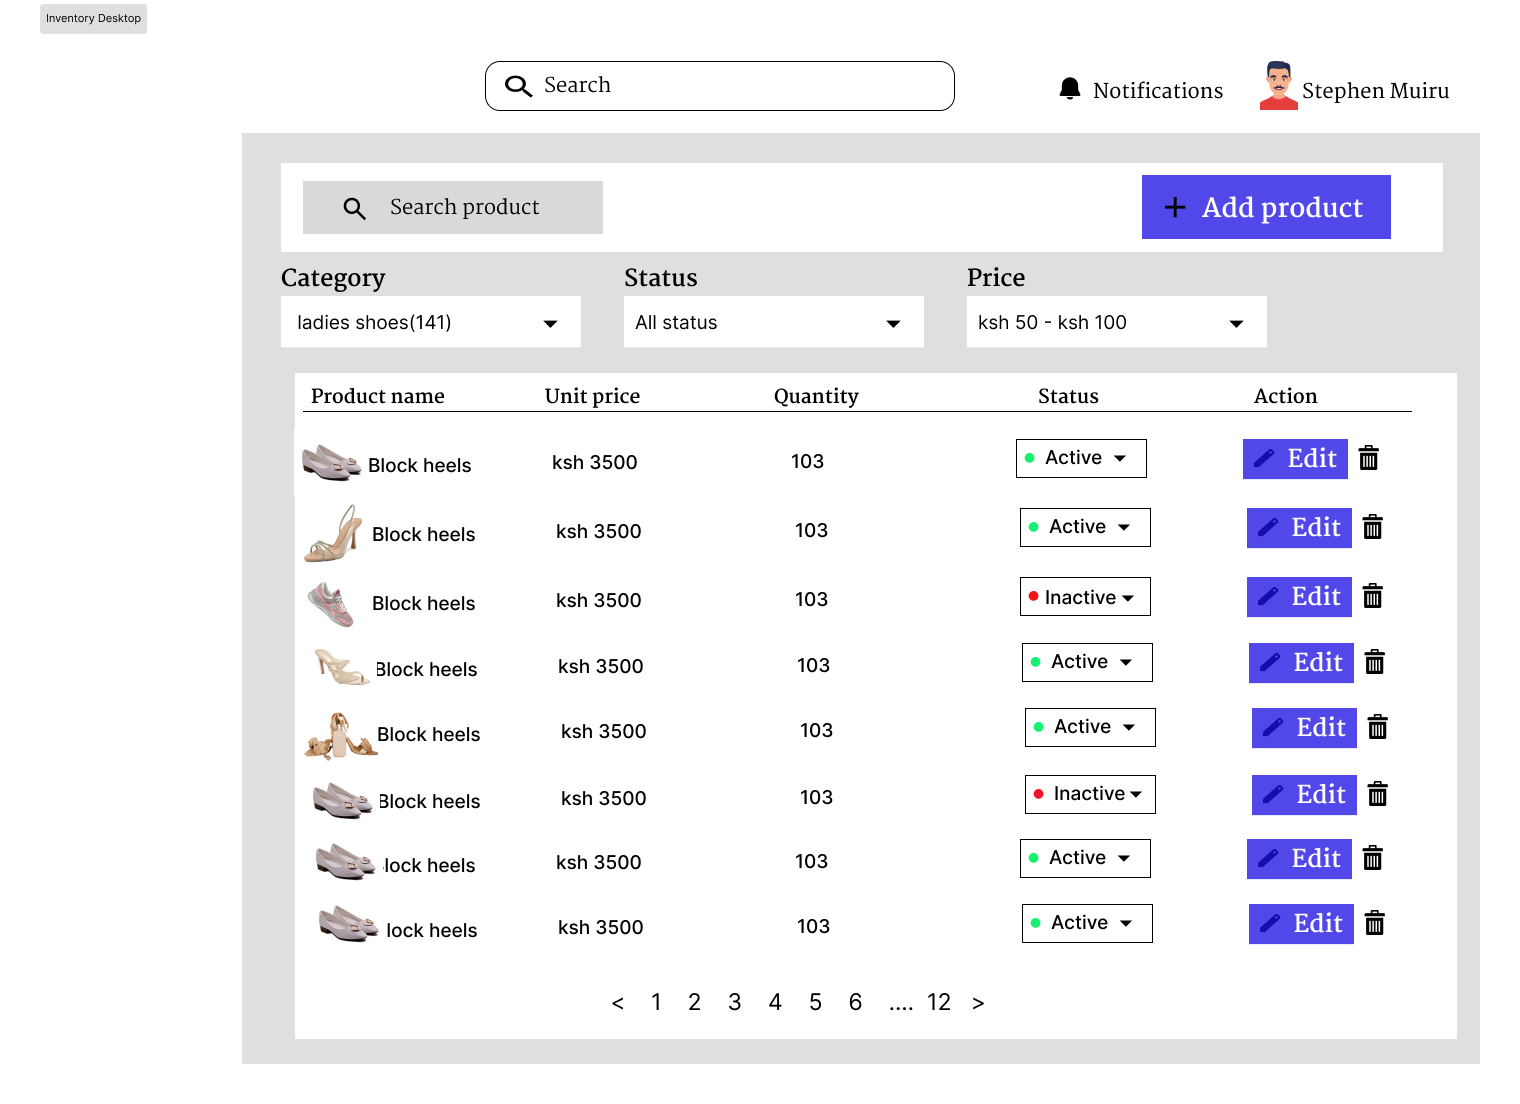 Inventory Desktop
Search
Notifications
Stephen Muiru
Search product
+ Add product
Category
Status
Price
ladies shoes(141)
All status
ksh 50 - ksh 100
Product name Unit price Quantity Status Action
Block heels ksh 3500 103 Active Edit
Block heels ksh 3500 103 Active Edit
Block heels ksh 3500 103 Inactive Edit
Block heels ksh 3500 103 Active Edit
Block heels ksh 3500 103 Active Edit
Block heels ksh 3500 103 Inactive Edit
lock heels ksh 3500 103 Active Edit
lock heels ksh 3500 103 Active Edit
< 1 2 3 4 5 6 .... 12 >